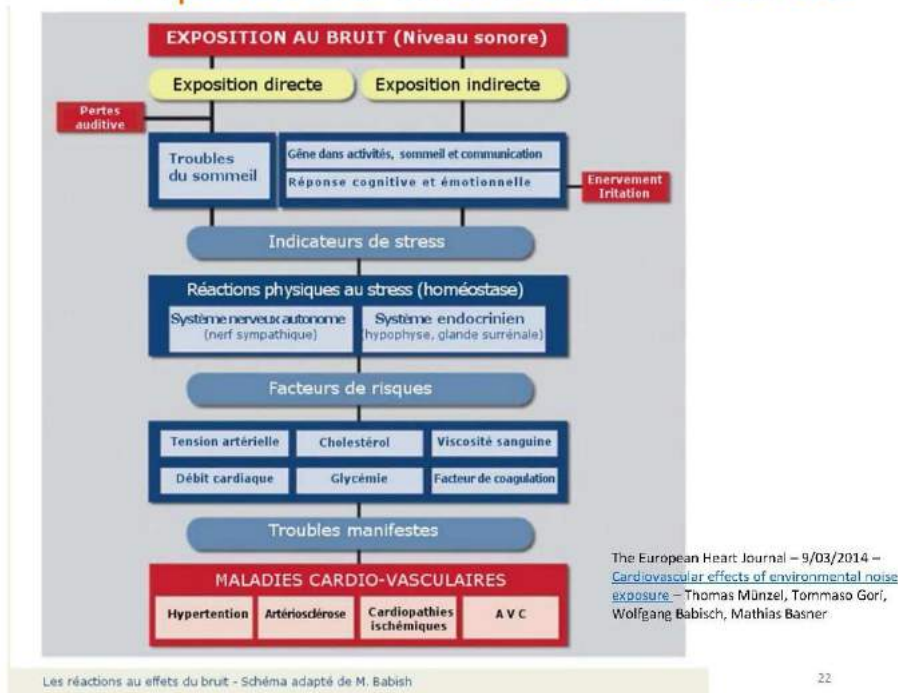 EXPOSITION AU BRUIT (Niveau sonore)
Exposition directe
Exposition indirecte
Pertes
auditive
Troubles
du sommeil
Gêne dans activités, sommeil et communication
Réponse cognitive et émotionnelle
Enervement
Iritation
Indicateurs de stress
Réactions physiques au stress (homéostase)
Système nerveux autonome
(nerf sympathique)
Système endocrinien
(hypophyse, glande surrénale)
Facteurs de risques
Tension artérielle
Cholestérol
Viscosité sanguine
Débit cardiaque
Glycémie
Facteur de coagulation
Troubles manifestes
MALADIES CARDIO-VASCULAIRES
Hypertention
Artériosclérose
Cardiopathies
ischémiques
A V C
The European Heart Journal – 9/03/2014 –
Cardiovascular effects of environmental noise
exposure – Thomas Münzel, Tommaso Gori,
Wolfgang Babisch, Mathias Basner
Les réactions au effets du bruit - Schéma adapté de M. Babish
22